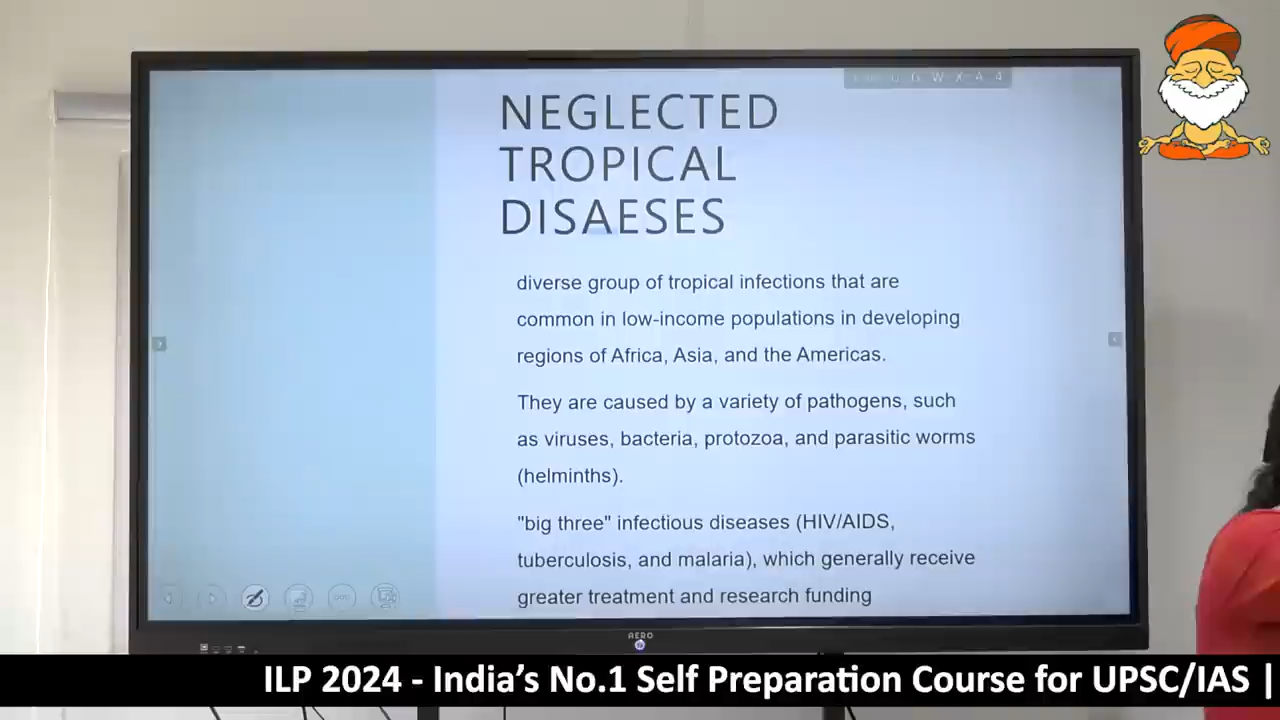 NEGLECTED
TROPICAL
DISAESES
diverse group of tropical infections that are
common in low-income populations in developing
regions of Africa, Asia, and the Americas.
They are caused by a variety of pathogens, such
as viruses, bacteria, protozoa, and parasitic worms
(helminths).
"big three" infectious diseases (HIV/AIDS,
tuberculosis, and malaria), which generally receive
greater treatment and research funding
AERO
ILP 2024 - India's No.1 Self Preparation Course for UPSC/IAS |